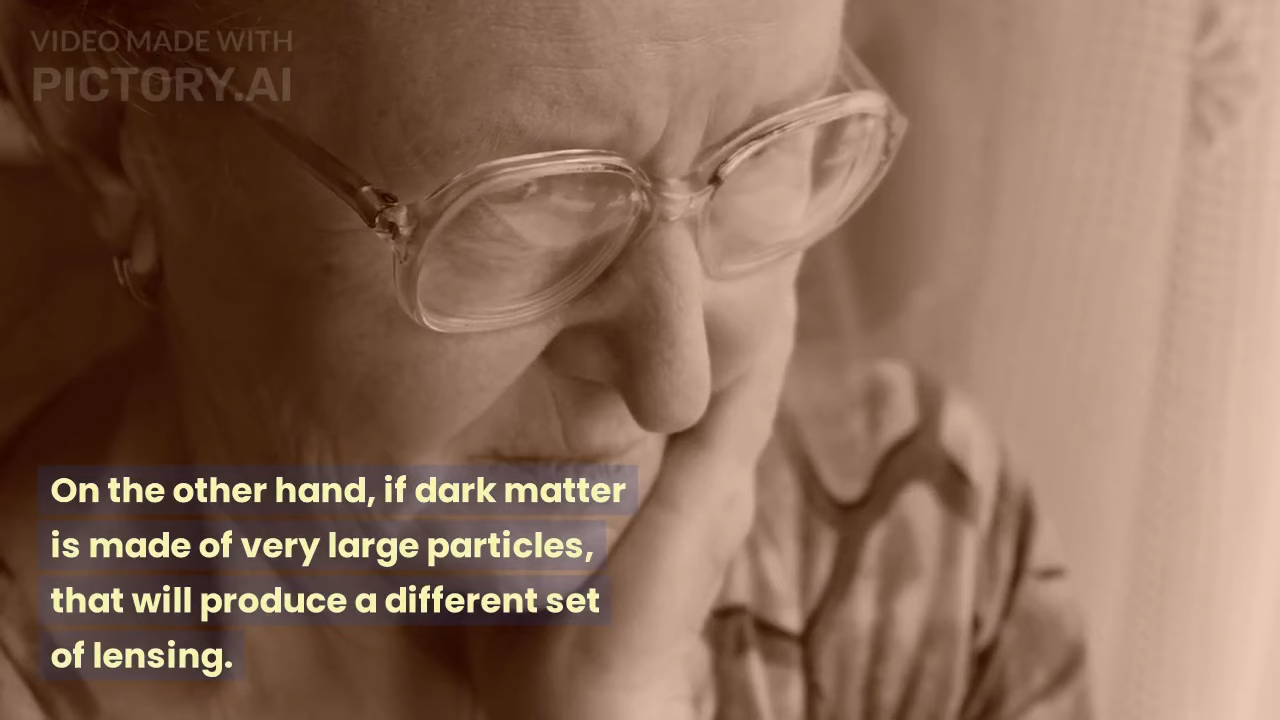 VIDEO MADE WITH
PICTORY.AI
On the other hand, if dark matter
is made of very large particles,
that will produce a different set
of lensing.